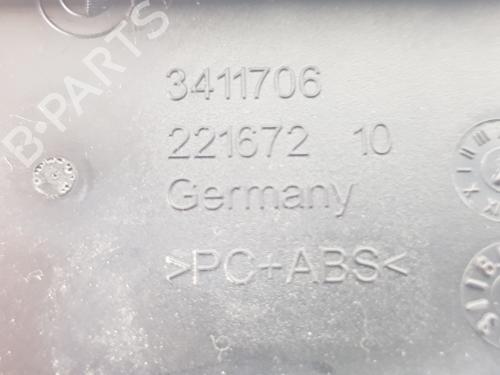 B-PARTS
3411706
221672 10
Germany
>PC+ABS<